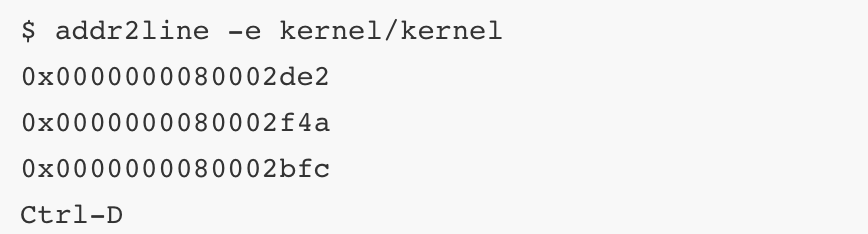 $ addr2line -e kernel/kernel
0x0000000080002de2
0x0000000080002f4a
0x0000000080002bfc
Ctrl-D